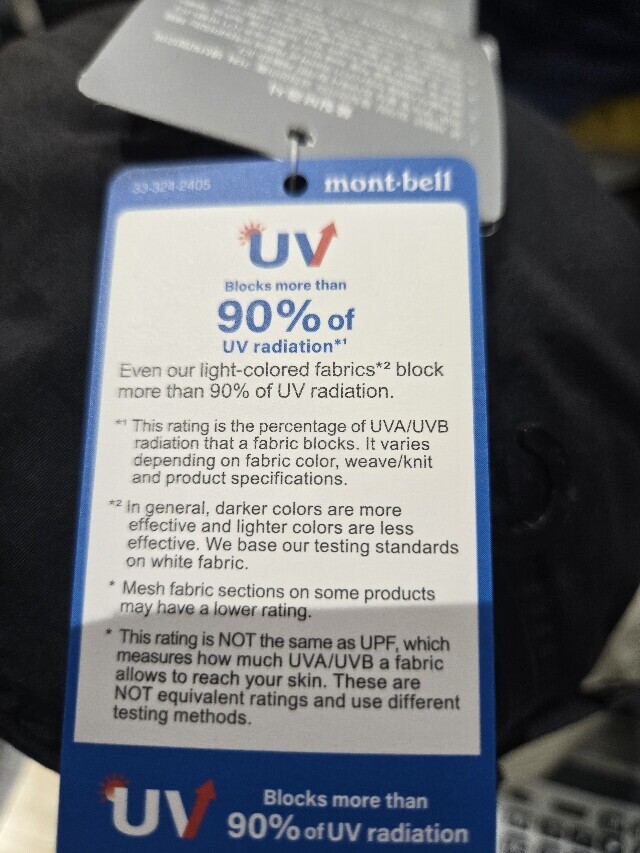 33-324-2405
mont-bell
UV
Blocks more than
90% of
UV radiation*¹
Even our light-colored fabrics*² block
more than 90% of UV radiation.
*¹ This rating is the percentage of UVA/UVB
radiation that a fabric blocks. It varies
depending on fabric color, weave/knit
and product specifications.
*² In general, darker colors are more
effective and lighter colors are less
effective. We base our testing standards
on white fabric.
* Mesh fabric sections on some products
may have a lower rating.
* This rating is NOT the same as UPF, which
measures how much UVA/UVB a fabric
allows to reach your skin. These are
NOT equivalent ratings and use different
testing methods.
UV
Blocks more than
90% of UV radiation